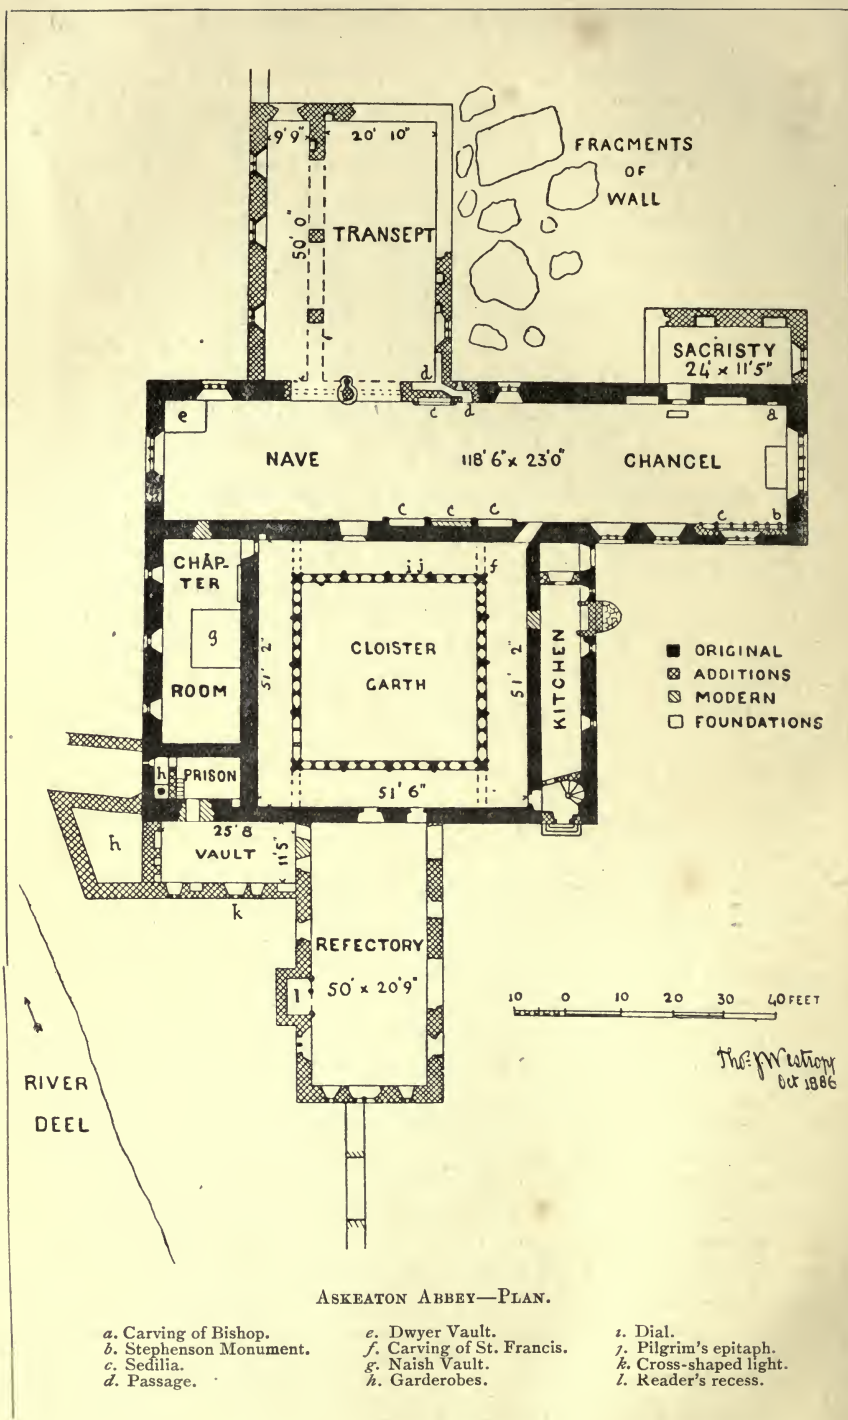 9' 9"
20' 10"
FRAGMENTS
OF
WALL
50' 0"
TRANSEPT
SACRISTY
24' × 11'5"
d
e
c
d
a
NAVE
118' 6" × 23' 0"
CHANCEL
c
c
c
c
b
CHAP-
TER
i j
f
g
ROOM
51' 2"
CLOISTER
GARTH
51' 2"
KITCHEN
ORIGINAL
ADDITIONS
MODERN
FOUNDATIONS
h
PRISON
51' 6"
h
25' 8
VAULT
11' 5"
k
REFECTORY
50' × 20' 9"
l
10 0 10 20 30 40 FEET
Thos. J Westropp
Oct 1886
RIVER
DEEL
ASKEATON ABBEY—PLAN.
a. Carving of Bishop.
b. Stephenson Monument.
c. Sedilia.
d. Passage.
e. Dwyer Vault.
f. Carving of St. Francis.
g. Naish Vault.
h. Garderobes.
i. Dial.
j. Pilgrim's epitaph.
k. Cross-shaped light.
l. Reader's recess.